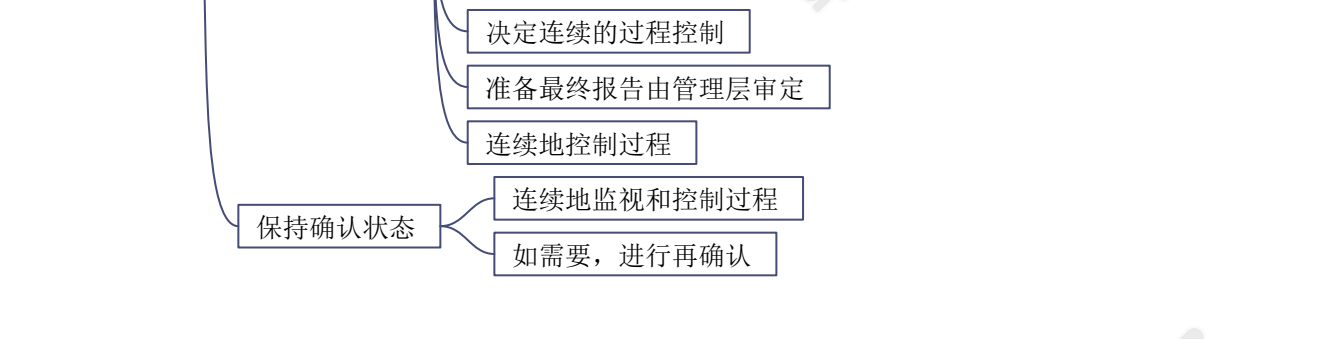 决定连续的过程控制
准备最终报告由管理层审定
连续地控制过程
连续地监视和控制过程
保持确认状态
如需要，进行再确认